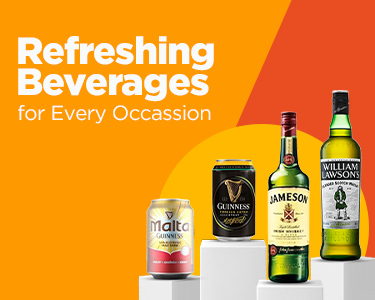 Refreshing
Beverages
for Every Occassion
Malta
GUINNESS
GUINNESS
JAMESON
IRISH WHISKEY
WILLIAM
LAWSON'S